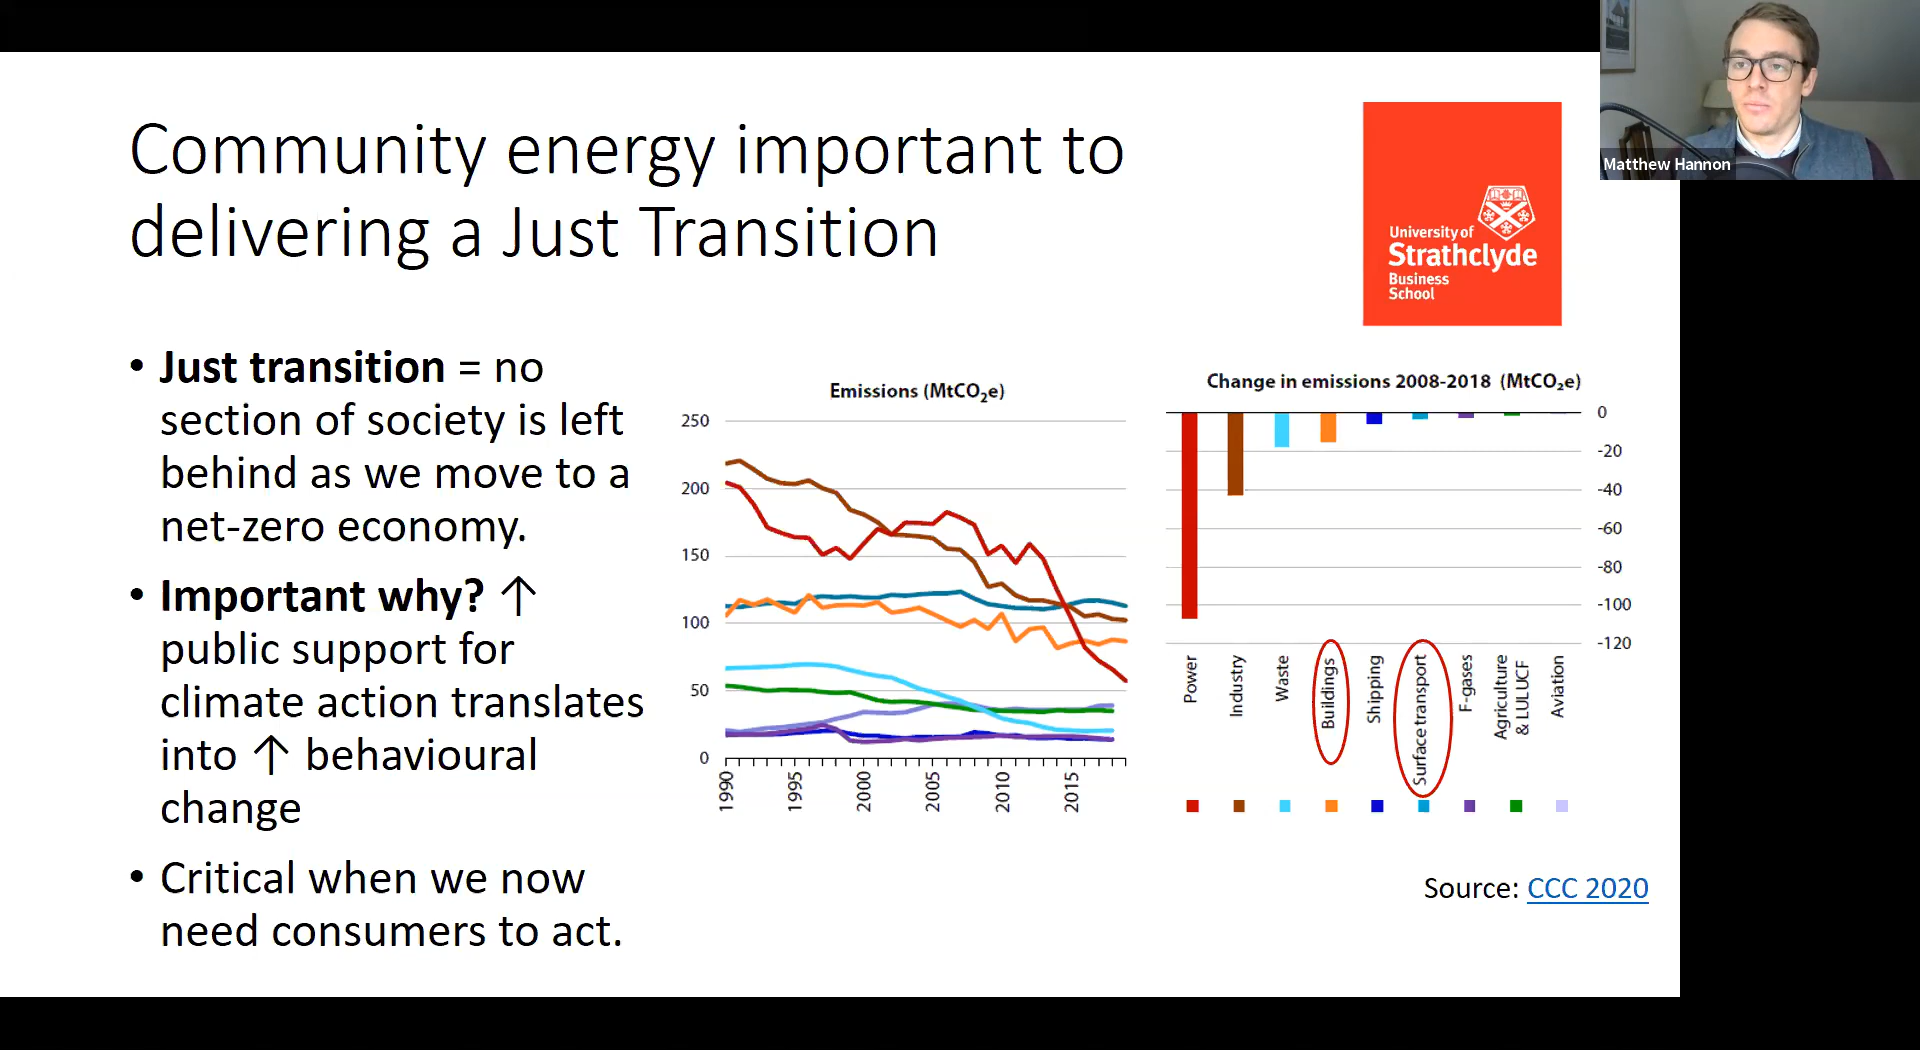 Matthew Hannon
Community energy important to
delivering a Just Transition
University of
Strathclyde
Business
School
• Just transition = no
section of society is left
behind as we move to a
net-zero economy.
• Important why? ↑
public support for
climate action translates
into ↑ behavioural
change
• Critical when we now
need consumers to act.
Emissions (MtCO₂e)
250
200
150
100
50
0
1990
1995
2000
2005
2010
2015
Change in emissions 2008-2018 (MtCO₂e)
0
-20
-40
-60
-80
-100
-120
Power
Industry
Waste
Buildings
Shipping
Surface transport
F-gases
Agriculture
& LULUCF
Aviation
Source: CCC 2020